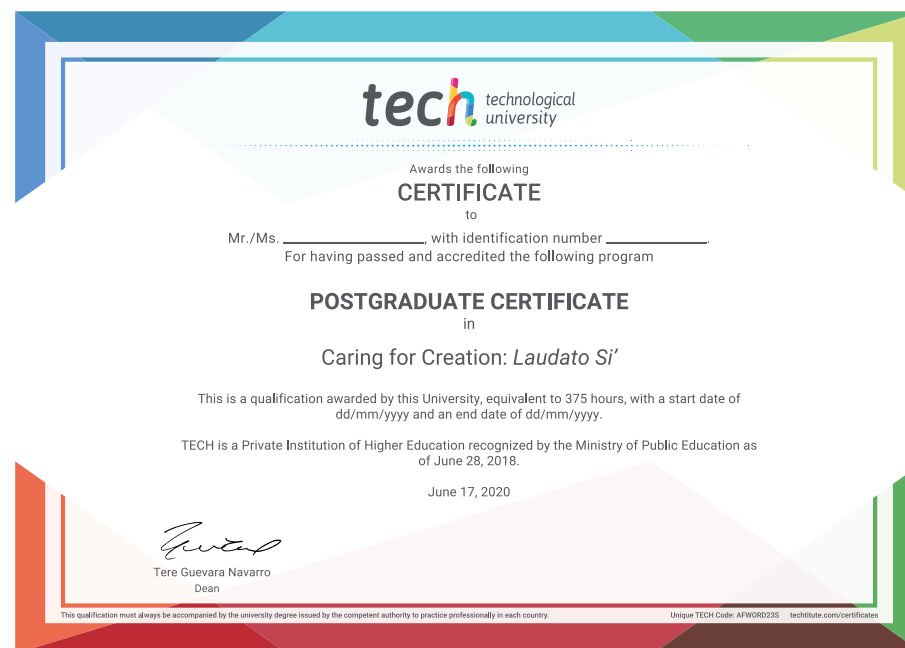 tech technological
university
Awards the following
CERTIFICATE
to
Mr./Ms. ____________________, with identification number ______________.
For having passed and accredited the following program
POSTGRADUATE CERTIFICATE
in
Caring for Creation: Laudato Si’
This is a qualification awarded by this University, equivalent to 375 hours, with a start date of
dd/mm/yyyy and an end date of dd/mm/yyyy.
TECH is a Private Institution of Higher Education recognized by the Ministry of Public Education as
of June 28, 2018.
June 17, 2020
Tere Guevara Navarro
Dean
This qualification must always be accompanied by the university degree issued by the competent authority to practice professionally in each country. Unique TECH Code: AFWORD23S techtitute.com/certificates